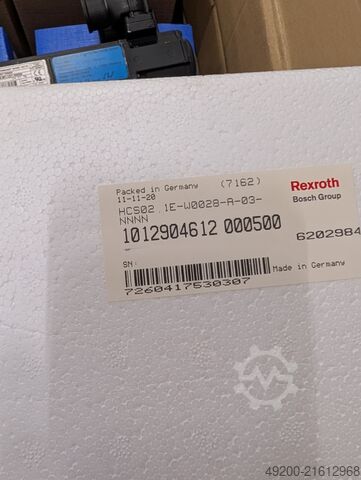 Packed in Germany (7162)
11-11-20
HCS02.1E-W0028-A-03-
NNNN
1012904612 000500
Rexroth
Bosch Group
6202984
SN:
Made in Germany
7260417530307
49200-21612968